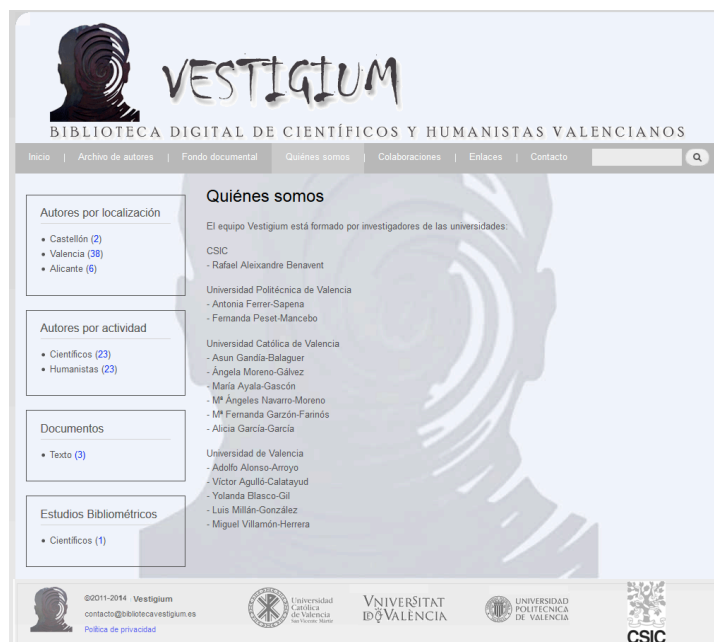 VESTIGIUM
BIBLIOTECA DIGITAL DE CIENTÍFICOS Y HUMANISTAS VALENCIANOS
Inicio | Archivo de autores | Fondo documental | Quiénes somos | Colaboraciones | Enlaces | Contacto
Autores por localización
• Castellón (2)
• Valencia (38)
• Alicante (6)
Autores por actividad
• Científicos (23)
• Humanistas (23)
Documentos
• Texto (3)
Estudios Bibliométricos
• Científicos (1)
Quiénes somos
El equipo Vestigium está formado por investigadores de las universidades:
CSIC
- Rafael Aleixandre Benavent
Universidad Politécnica de Valencia
- Antonia Ferrer-Sapena
- Fernanda Peset-Mancebo
Universidad Católica de Valencia
- Asun Gandía-Balaguer
- Ángela Moreno-Gálvez
- María Ayala-Gascón
- Mª Ángeles Navarro-Moreno
- Mª Fernanda Garzón-Farinós
- Alicia García-García
Universidad de Valencia
- Adolfo Alonso-Arroyo
- Víctor Agulló-Calatayud
- Yolanda Blasco-Gil
- Luis Millán-González
- Miguel Villamón-Herrera
©2011-2014 Vestigium
contacto@bibliotecavestigium.es
Política de privacidad
Universidad
Católica
de Valencia
San Vicente Mártir
VNIVERSITAT
ID QVALÈNCIA
UNIVERSIDAD
POLITECNICA
DE VALENCIA
CSIC